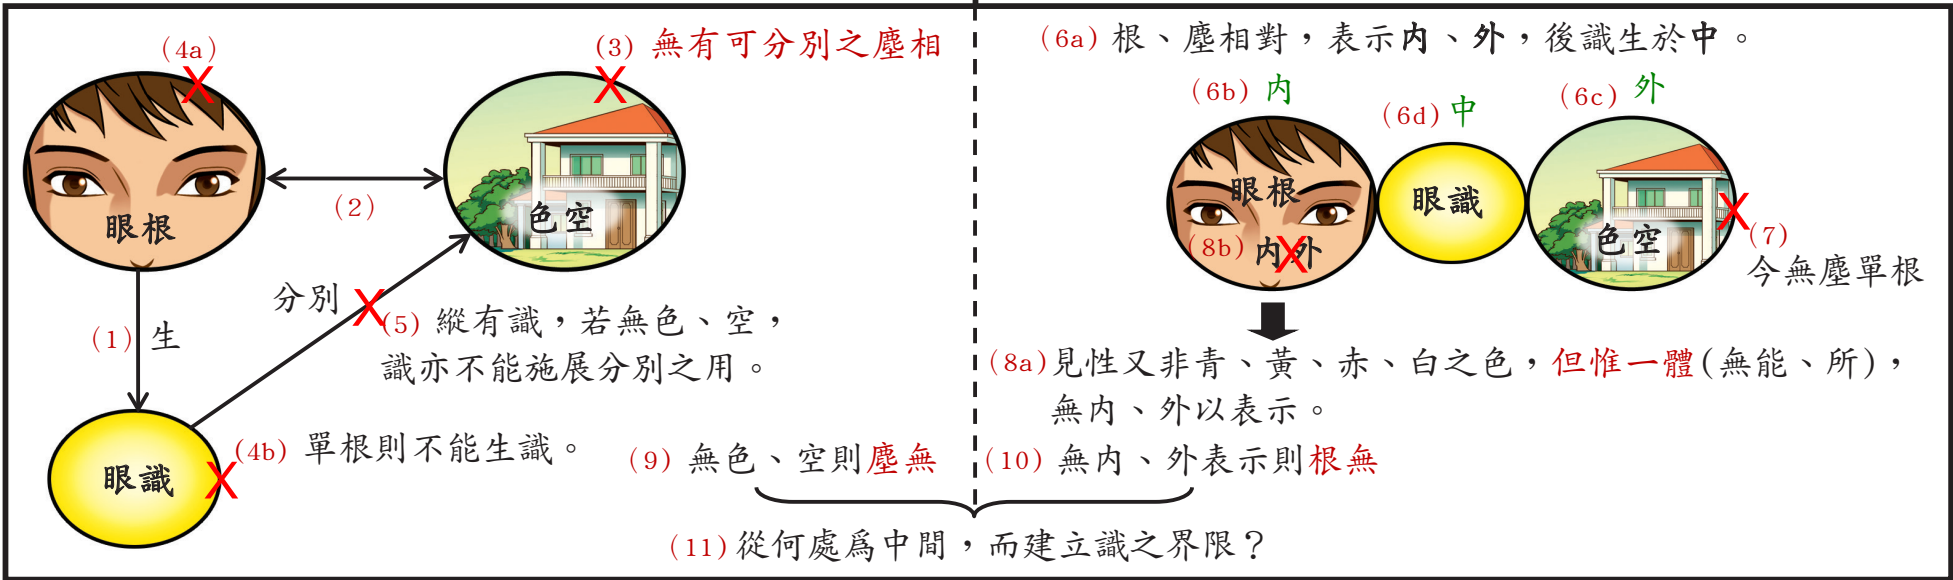 (4a)
(3) 無有可分別之塵相
眼根
(2)
色空
(1) 生
分別
(5) 縱有識，若無色、空，
識亦不能施展分別之用。
眼識
(4b) 單根則不能生識。
(6a) 根、塵相對，表示内、外，後識生於中。
(6b) 内
(6d) 中
(6c) 外
眼根
眼識
色空
(8b) 内外
(7)
今無塵單根
(8a) 見性又非青、黃、赤、白之色，但惟一體(無能、所)，
無内、外以表示。
(9) 無色、空則塵無
(10) 無内、外表示則根無
(11) 從何處爲中間，而建立識之界限？